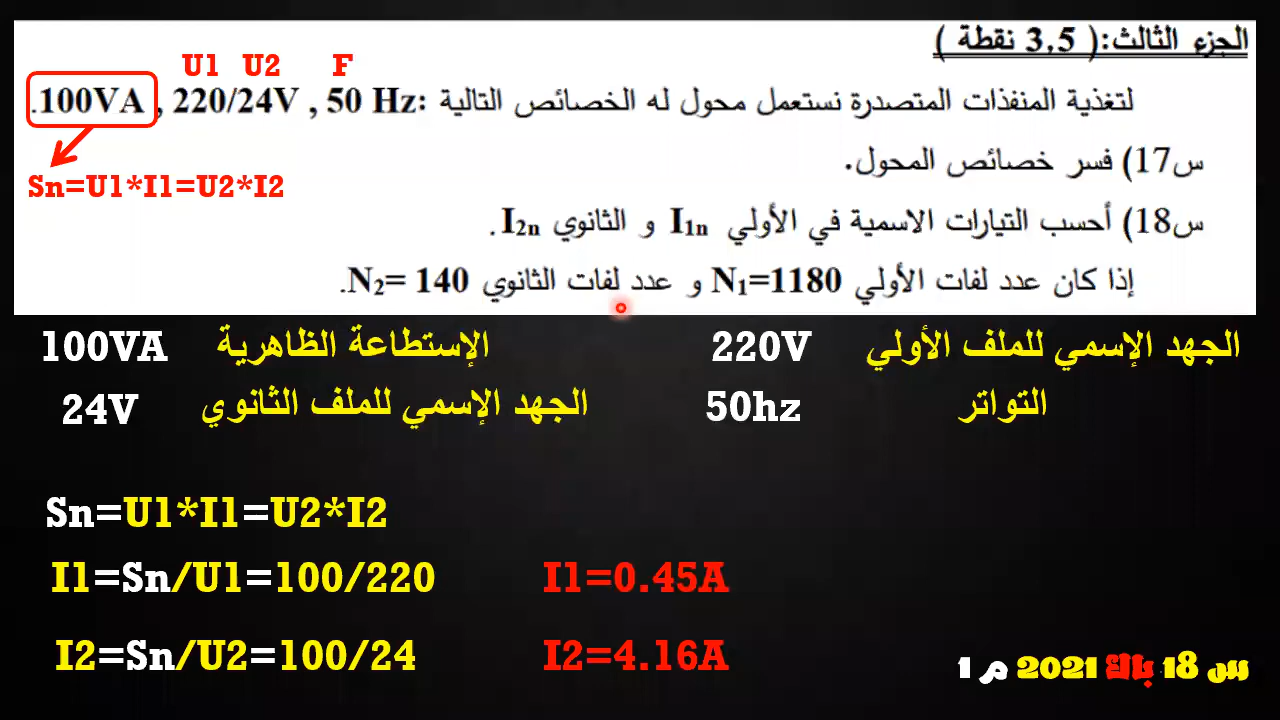 الجزء الثالث:( 3,5 نقطة )
U1 U2 F
لتغذية المنفذات المتصدرة نستعمل محول له الخصائص التالية :100VA , 220/24V , 50 Hz.
س17) فسر خصائص المحول.
Sn=U1*I1=U2*I2
س18) أحسب التيارات الاسمية في الأولي I1n و الثانوي I2n .
إذا كان عدد لفات الأولي N1=1180 و عدد لفات الثانوي N2= 140.
الجهد الإسمي للملف الأولي 220V الإستطاعة الظاهرية 100VA
التواتر 50hz الجهد الإسمي للملف الثانوي 24V
Sn=U1*I1=U2*I2
I1=Sn/U1=100/220 I1=0.45A
I2=Sn/U2=100/24 I2=4.16A
س 18 باك 2021 م 1